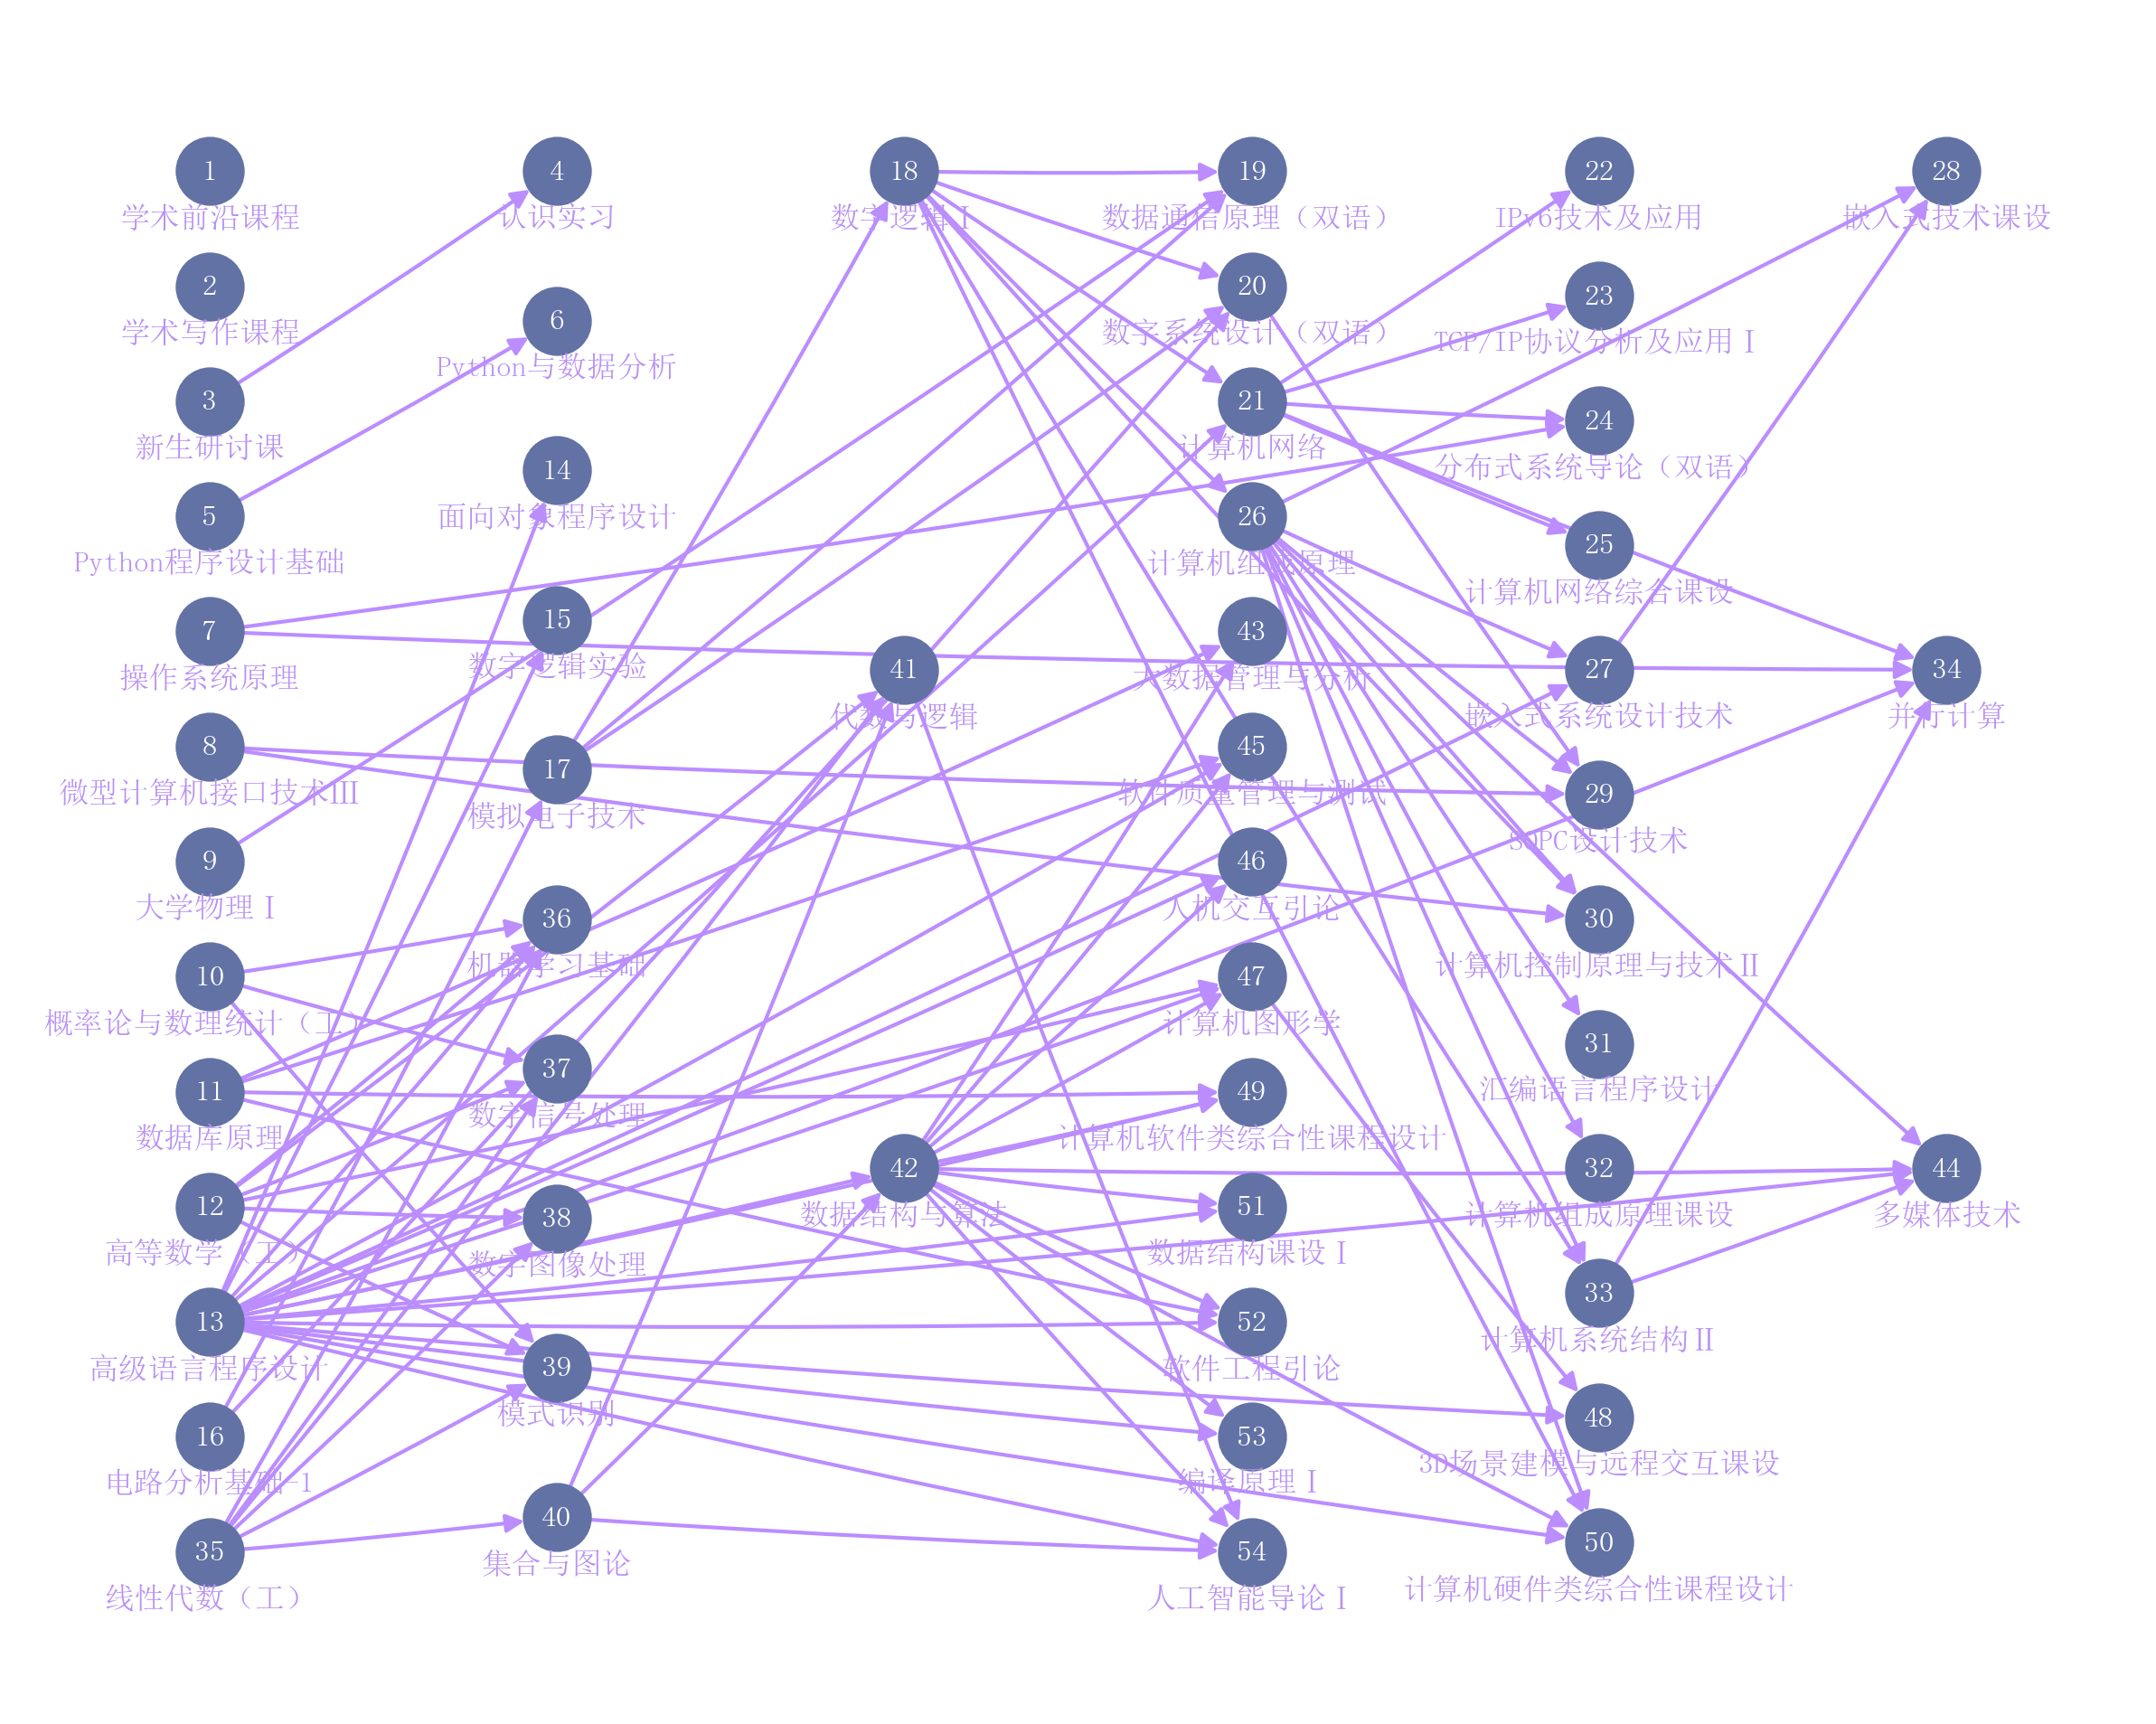 1
学术前沿课程
2
学术写作课程
3
新生研讨课
5
Python程序设计基础
7
操作系统原理
8
微型计算机接口技术Ⅲ
9
大学物理Ⅰ
10
概率论与数理统计（工）
11
数据库原理
12
高等数学（工）
13
高级语言程序设计
16
电路分析基础-1
35
线性代数（工）
4
认识实习
6
Python与数据分析
14
面向对象程序设计
15
数字逻辑实验
17
模拟电子技术
36
机器学习基础
37
数字信号处理
38
数字图像处理
39
模式识别
40
集合与图论
18
数字逻辑Ⅰ
41
代数与逻辑
42
数据结构与算法
19
数据通信原理（双语）
20
数字系统设计（双语）
21
计算机网络
26
计算机组成原理
43
大数据管理与分析
45
软件质量管理与测试
46
人机交互引论
47
计算机图形学
49
计算机软件类综合性课程设计
51
数据结构课设Ⅰ
52
软件工程引论
53
编译原理Ⅰ
54
人工智能导论Ⅰ
22
IPv6技术及应用
23
TCP/IP协议分析及应用Ⅰ
24
分布式系统导论（双语）
25
计算机网络综合课设
27
嵌入式系统设计技术
29
SOPC设计技术
30
计算机控制原理与技术Ⅱ
31
汇编语言程序设计
32
计算机组成原理课设
33
计算机系统结构Ⅱ
48
3D场景建模与远程交互课设
50
计算机硬件类综合性课程设计
28
嵌入式技术课设
34
并行计算
44
多媒体技术